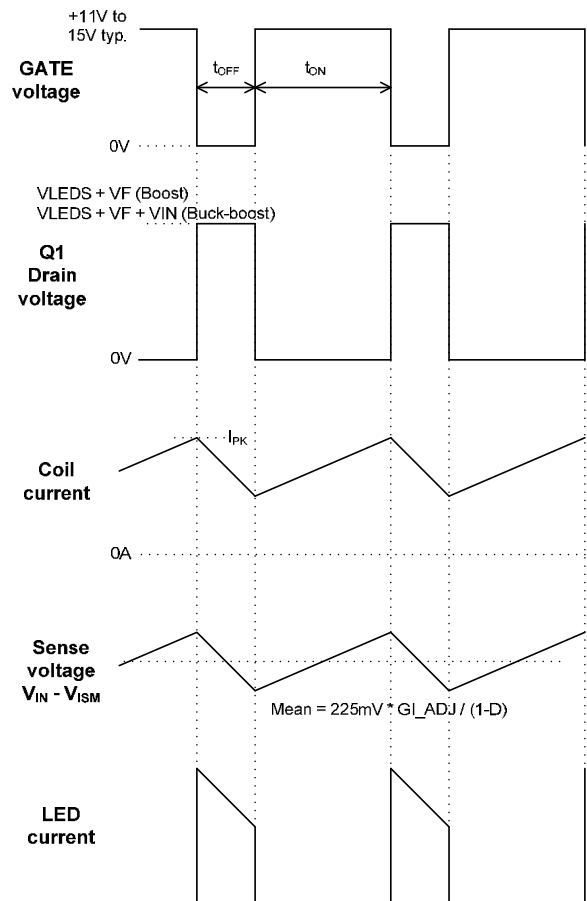 +11V to
15V typ.
GATE
voltage
tOFF
tON
0V
VLEDS + VF (Boost)
VLEDS + VF + VIN (Buck-boost)
Q1
Drain
voltage
0V
IPK
Coil
current
0A
Sense
voltage
VIN - VISM
Mean = 225mV * GI_ADJ / (1-D)
LED
current